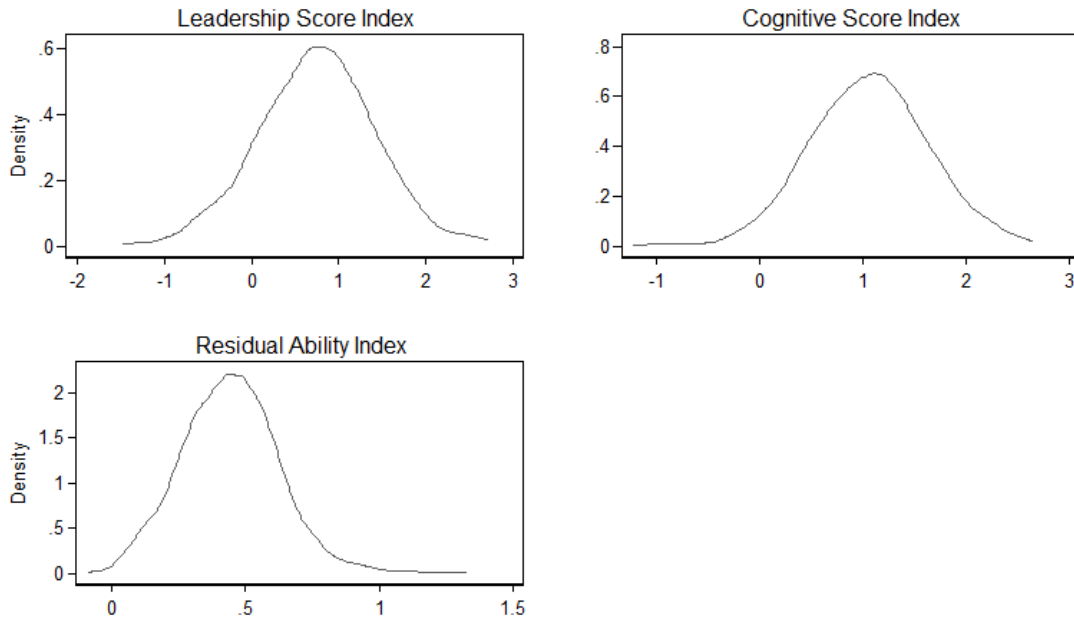 Leadership Score Index
.6
.4
.2
0
Density
-2 -1 0 1 2 3
Cognitive Score Index
.8
.6
.4
.2
0
-1 0 1 2 3
Residual Ability Index
2
1.5
1
.5
0
Density
0 .5 1 1.5